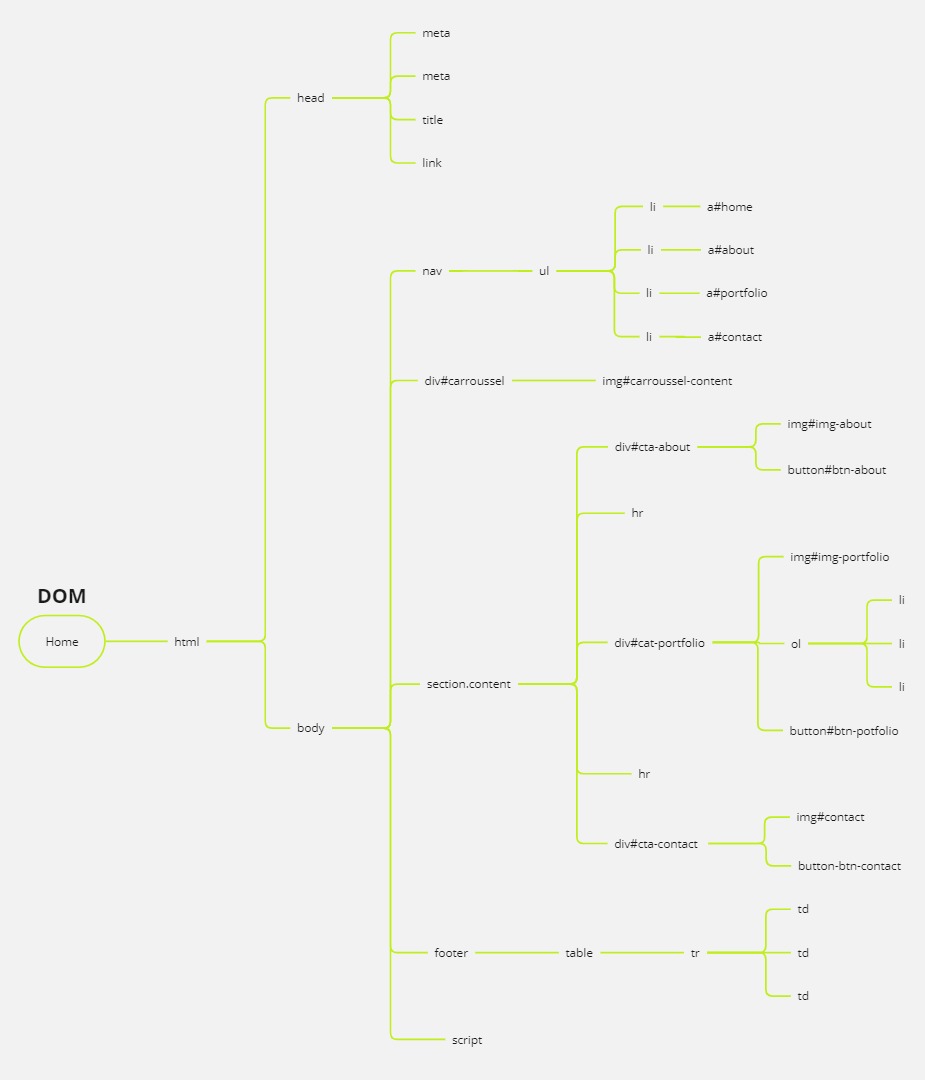 meta
meta
head
title
link
li a#home
li a#about
nav ul
li a#portfolio
li a#contact
div#carroussel img#carroussel-content
img#img-about
div#cta-about
button#btn-about
hr
img#img-portfolio
DOM
li
Home html
div#cat-portfolio ol li
section.content
li
body
button#btn-potfolio
hr
img#contact
div#cta-contact
button-btn-contact
td
footer table tr td
td
script